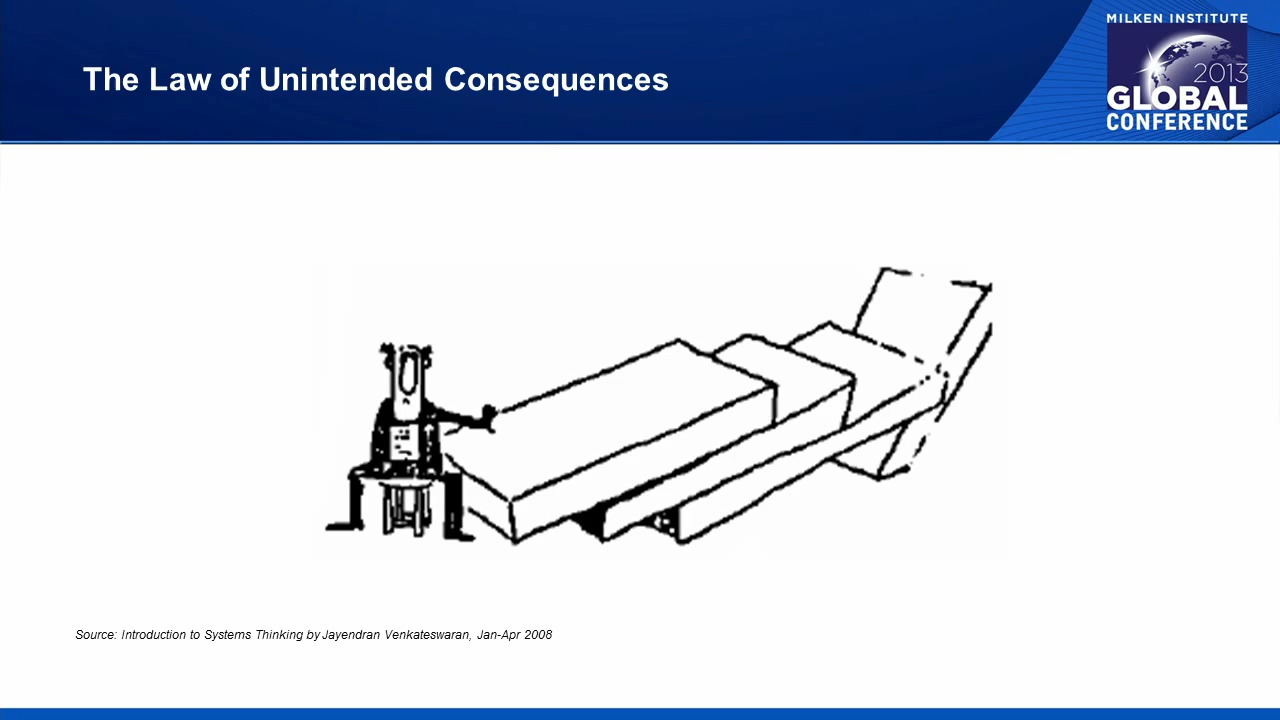 MILKEN INSTITUTE
2013
GLOBAL
CONFERENCE
The Law of Unintended Consequences
Source: Introduction to Systems Thinking by Jayendran Venkateswaran, Jan-Apr 2008